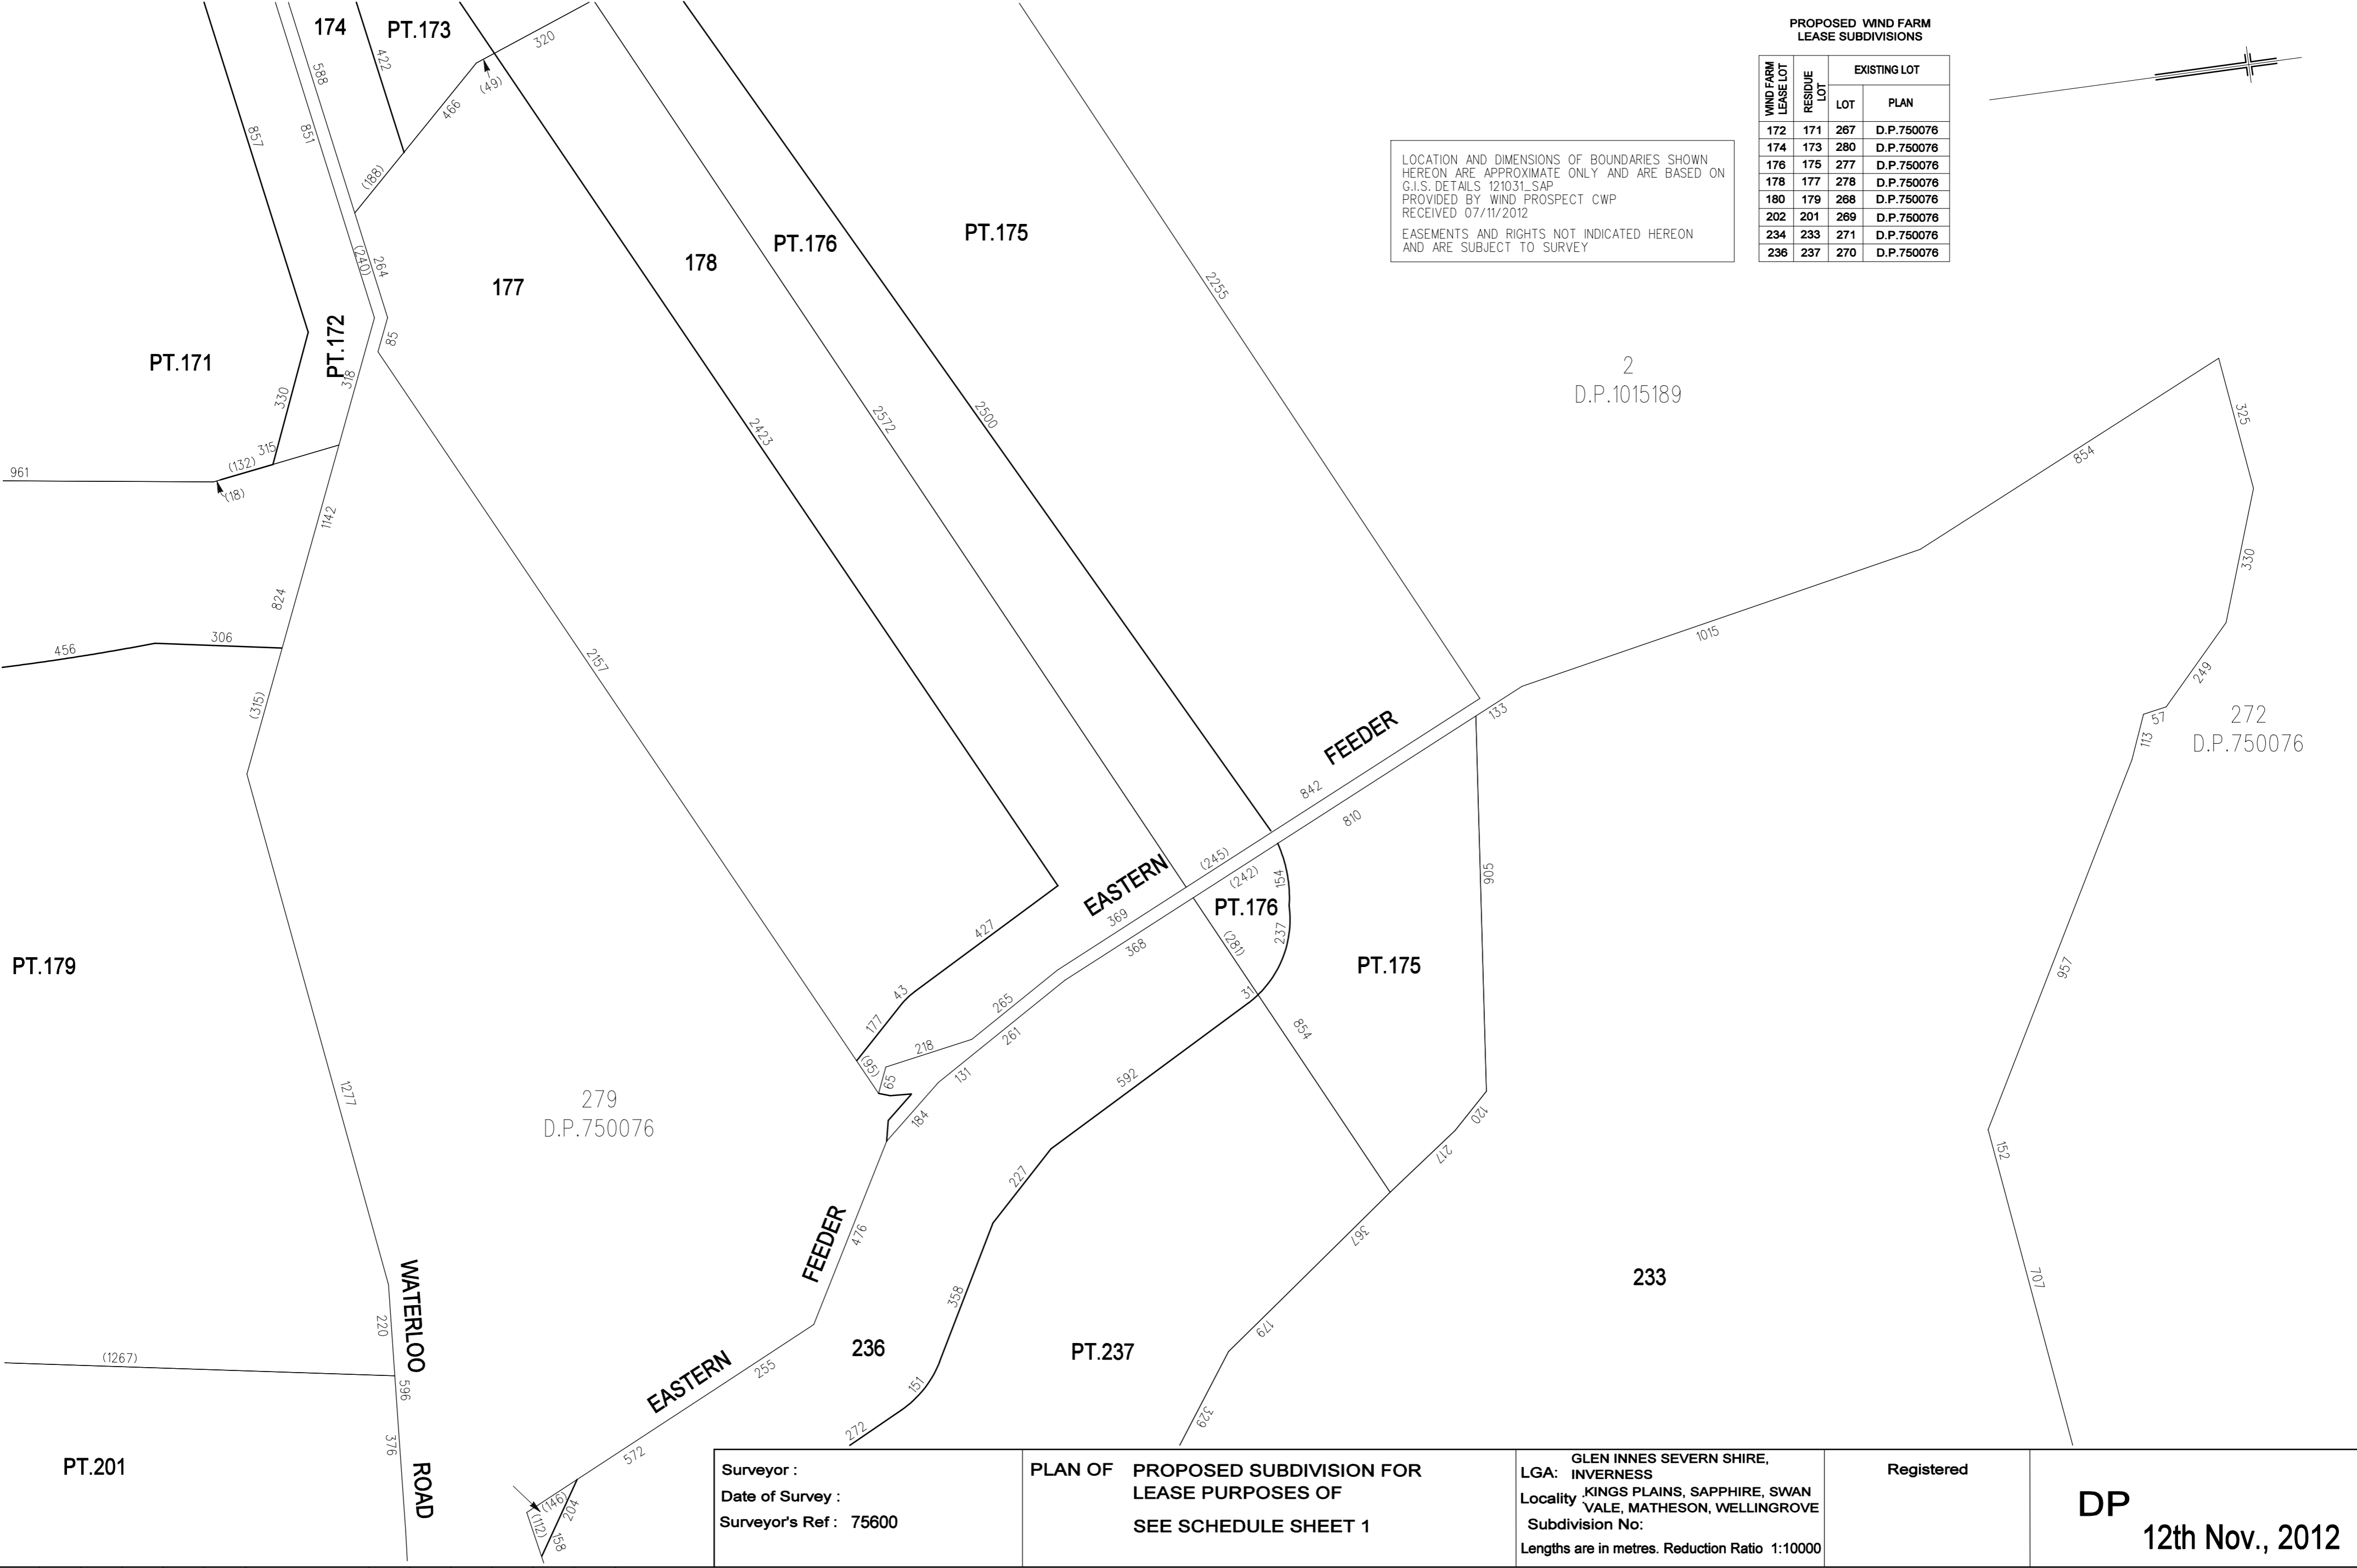 PROPOSED WIND FARM
LEASE SUBDIVISIONS
WIND FARM
LEASE LOT
RESIDUE
LOT
EXISTING LOT
LOT PLAN
172 171 267 D.P.750076
174 173 280 D.P.750076
176 175 277 D.P.750076
178 177 278 D.P.750076
180 179 268 D.P.750076
202 201 269 D.P.750076
234 233 271 D.P.750076
236 237 270 D.P.750076
LOCATION AND DIMENSIONS OF BOUNDARIES SHOWN
HEREON ARE APPROXIMATE ONLY AND ARE BASED ON
G.I.S. DETAILS 121031_SAP
PROVIDED BY WIND PROSPECT CWP
RECEIVED 07/11/2012
EASEMENTS AND RIGHTS NOT INDICATED HEREON
AND ARE SUBJECT TO SURVEY
174
PT.173
320
422
588
(49)
466
857
851
(188)
177
178
PT.176
PT.175
(240)
264
2255
85
PT.172
PT.171
318
330
2
D.P.1015189
325
2423
2572
2500
315
(132)
961
(18)
854
1142
330
824
306
456
1015
2157
249
(315)
133
57
113
272
D.P.750076
FEEDER
842
810
905
EASTERN
(245)
(242)
154
369
PT.176
427
368
(281)
237
PT.179
PT.175
957
43
265
31
177
261
854
218
(95)
65
131
592
1277
279
D.P.750076
184
120
217
152
227
FEEDER
476
367
233
707
WATERLOO
358
220
179
(1267)
236
PT.237
EASTERN
255
596
151
329
272
376
572
PT.201
ROAD
(146)
204
(112)
158
Surveyor :
Date of Survey :
Surveyor's Ref : 75600
PLAN OF PROPOSED SUBDIVISION FOR
LEASE PURPOSES OF
SEE SCHEDULE SHEET 1
LGA: GLEN INNES SEVERN SHIRE,
INVERNESS
Locality : KINGS PLAINS, SAPPHIRE, SWAN
VALE, MATHESON, WELLINGROVE
Subdivision No:
Lengths are in metres. Reduction Ratio 1:10000
Registered
DP
12th Nov., 2012